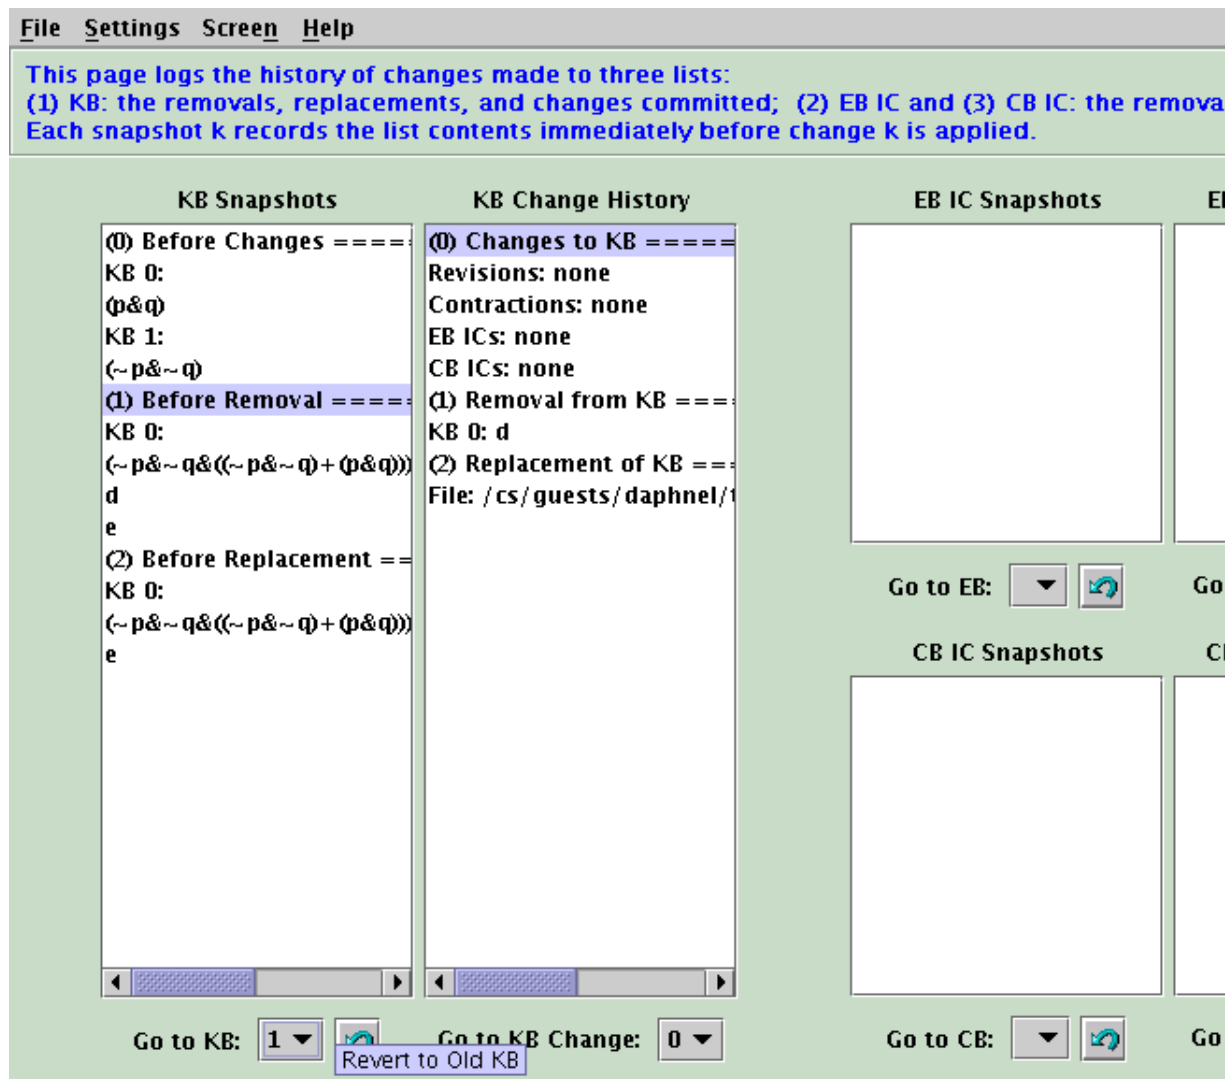 File Settings Screen Help
This page logs the history of changes made to three lists:
(1) KB: the removals, replacements, and changes committed; (2) EB IC and (3) CB IC: the remova
Each snapshot k records the list contents immediately before change k is applied.
KB Snapshots
(0) Before Changes =====
KB 0:
(p&q)
KB 1:
(~p&~q)
(1) Before Removal =====
KB 0:
(~p&~q&((~p&~q)+(p&q)))
d
e
(2) Before Replacement ==
KB 0:
(~p&~q&((~p&~q)+(p&q)))
e
Go to KB: 1
Revert to Old KB
KB Change History
(0) Changes to KB =====
Revisions: none
Contractions: none
EB ICs: none
CB ICs: none
(1) Removal from KB ====
KB 0: d
(2) Replacement of KB ===
File: /cs/guests/daphnel/
Go to KB Change: 0
EB IC Snapshots
Go to EB:
CB IC Snapshots
Go to CB:
Go
Go